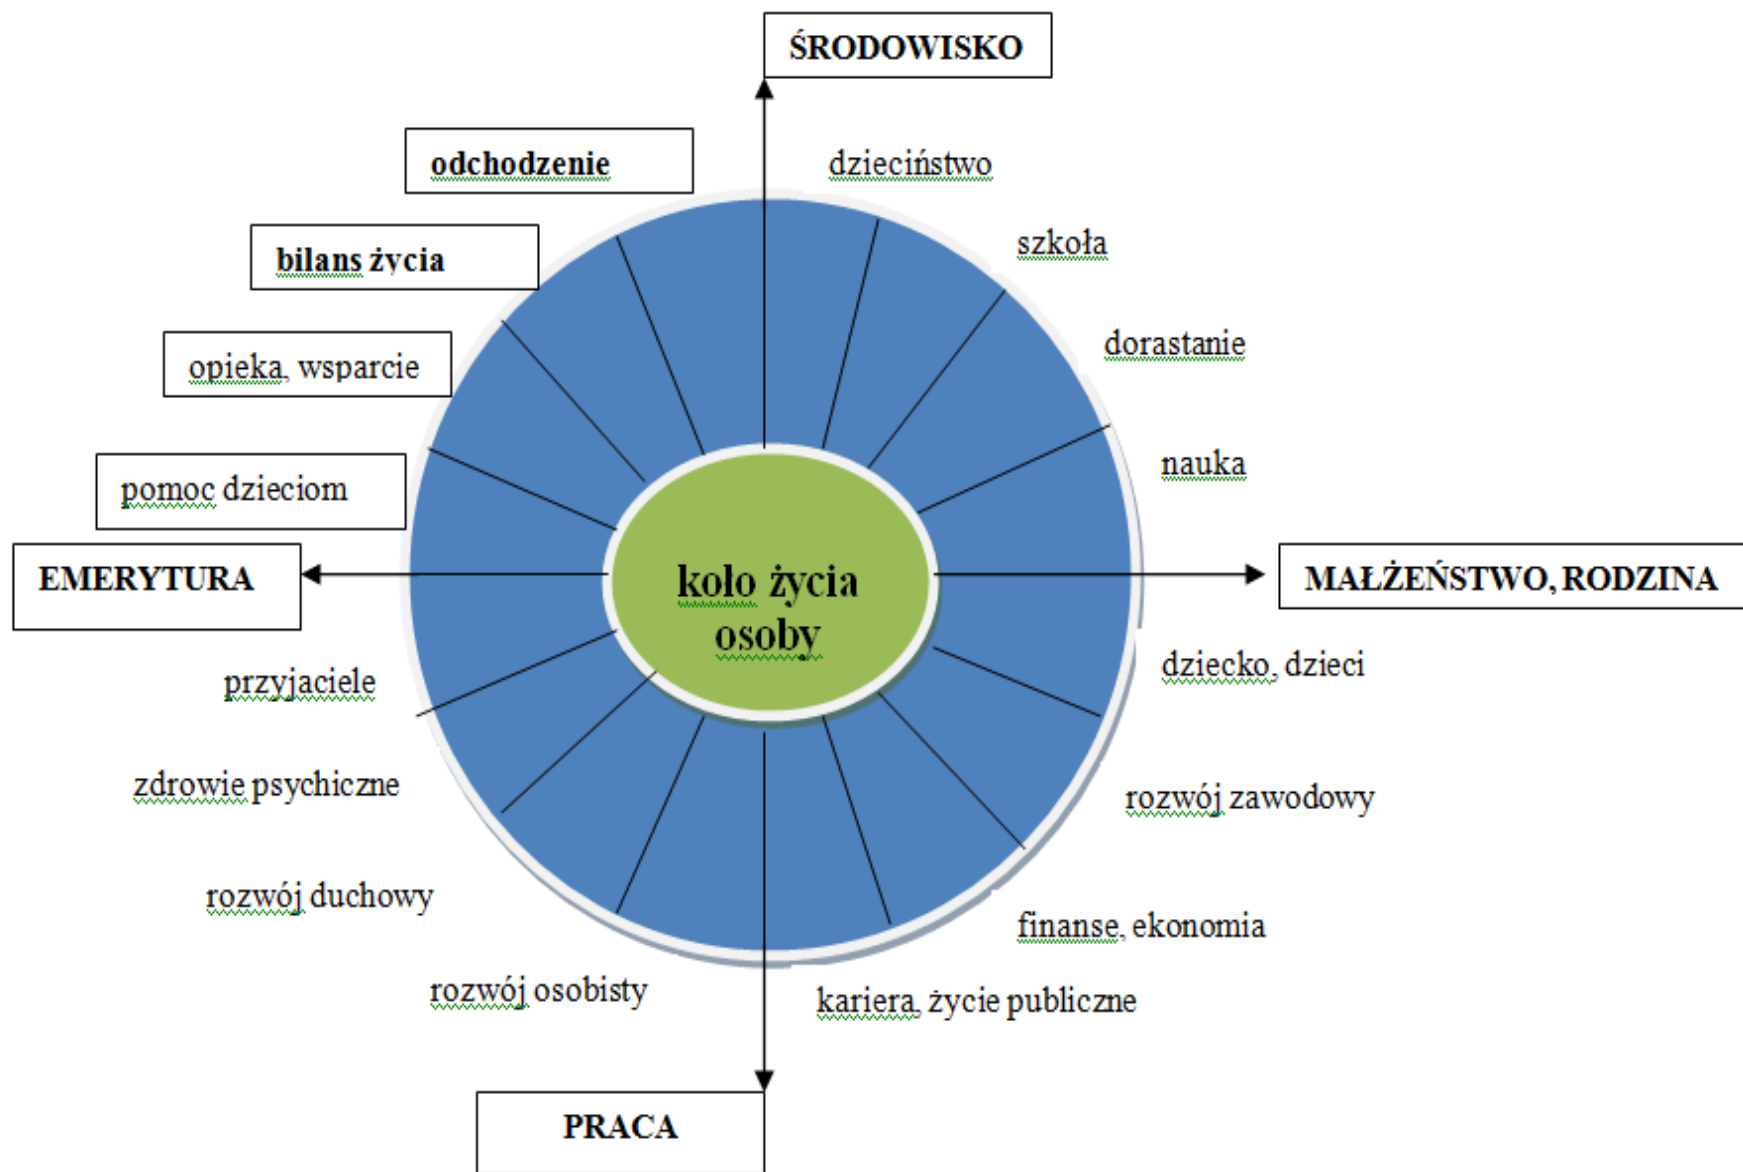 ŚRODOWISKO
odchodzenie
dzieciństwo
szkoła
bilans życia
dorastanie
opieka, wsparcie
nauka
pomoc dzieciom
EMERYTURA
koło życia
osoby
MAŁŻEŃSTWO, RODZINA
przyjaciele
dziecko, dzieci
zdrowie psychiczne
rozwój zawodowy
rozwój duchowy
finanse, ekonomia
rozwój osobisty
kariera, życie publiczne
PRACA